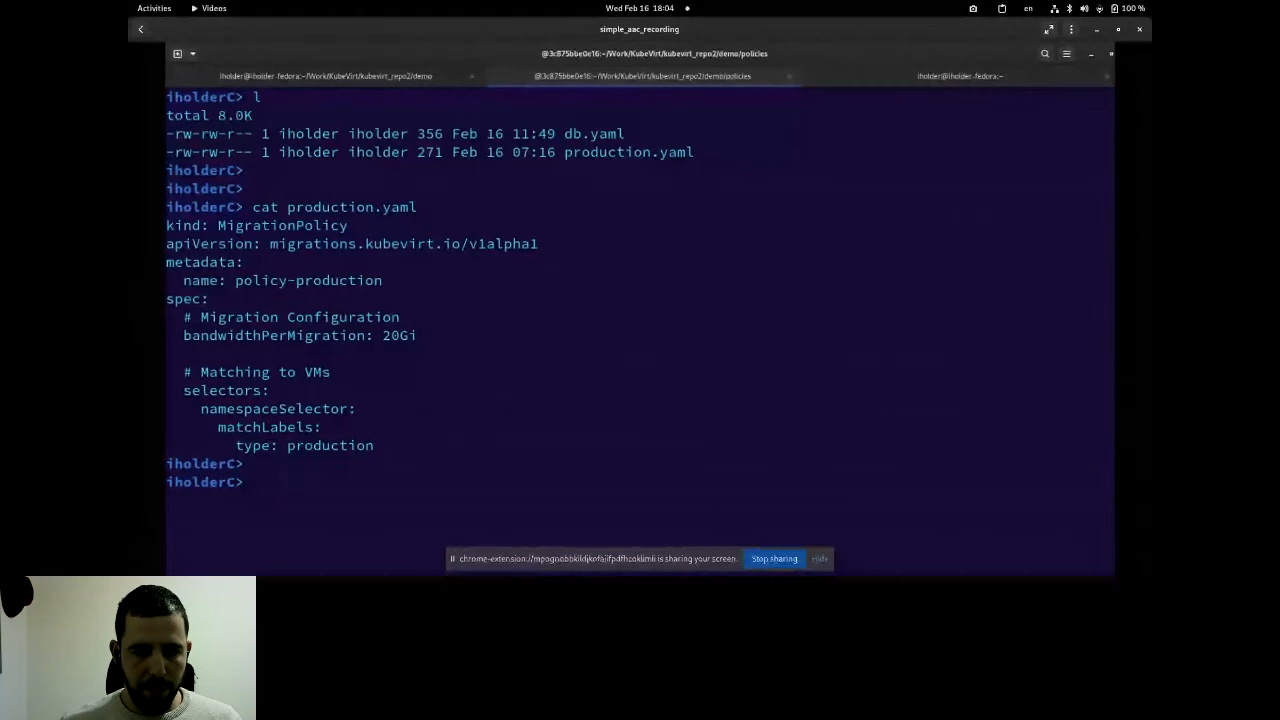 Activities
Videos
Wed Feb 16 18:04
en
100 %
simple_aac_recording
@3c875bbe0e16:~/Work/KubeVirt/kubevirt_repo2/demo/policies
iholder@iholder-fedora:~/Work/KubeVirt/kubevirt_repo2/demo
@3c875bbe0e16:~/Work/KubeVirt/kubevirt_repo2/demo/policies
iholder@iholder-fedora:~
iholderC> l
total 8.0K
-rw-rw-r-- 1 iholder iholder 356 Feb 16 11:49 db.yaml
-rw-rw-r-- 1 iholder iholder 271 Feb 16 07:16 production.yaml
iholderC>
iholderC>
iholderC> cat production.yaml
kind: MigrationPolicy
apiVersion: migrations.kubevirt.io/v1alpha1
metadata:
  name: policy-production
spec:
  # Migration Configuration
  bandwidthPerMigration: 20Gi
  # Matching to VMs
  selectors:
    namespaceSelector:
      matchLabels:
        type: production
iholderC>
iholderC>
is sharing your screen.
Stop sharing
Hide